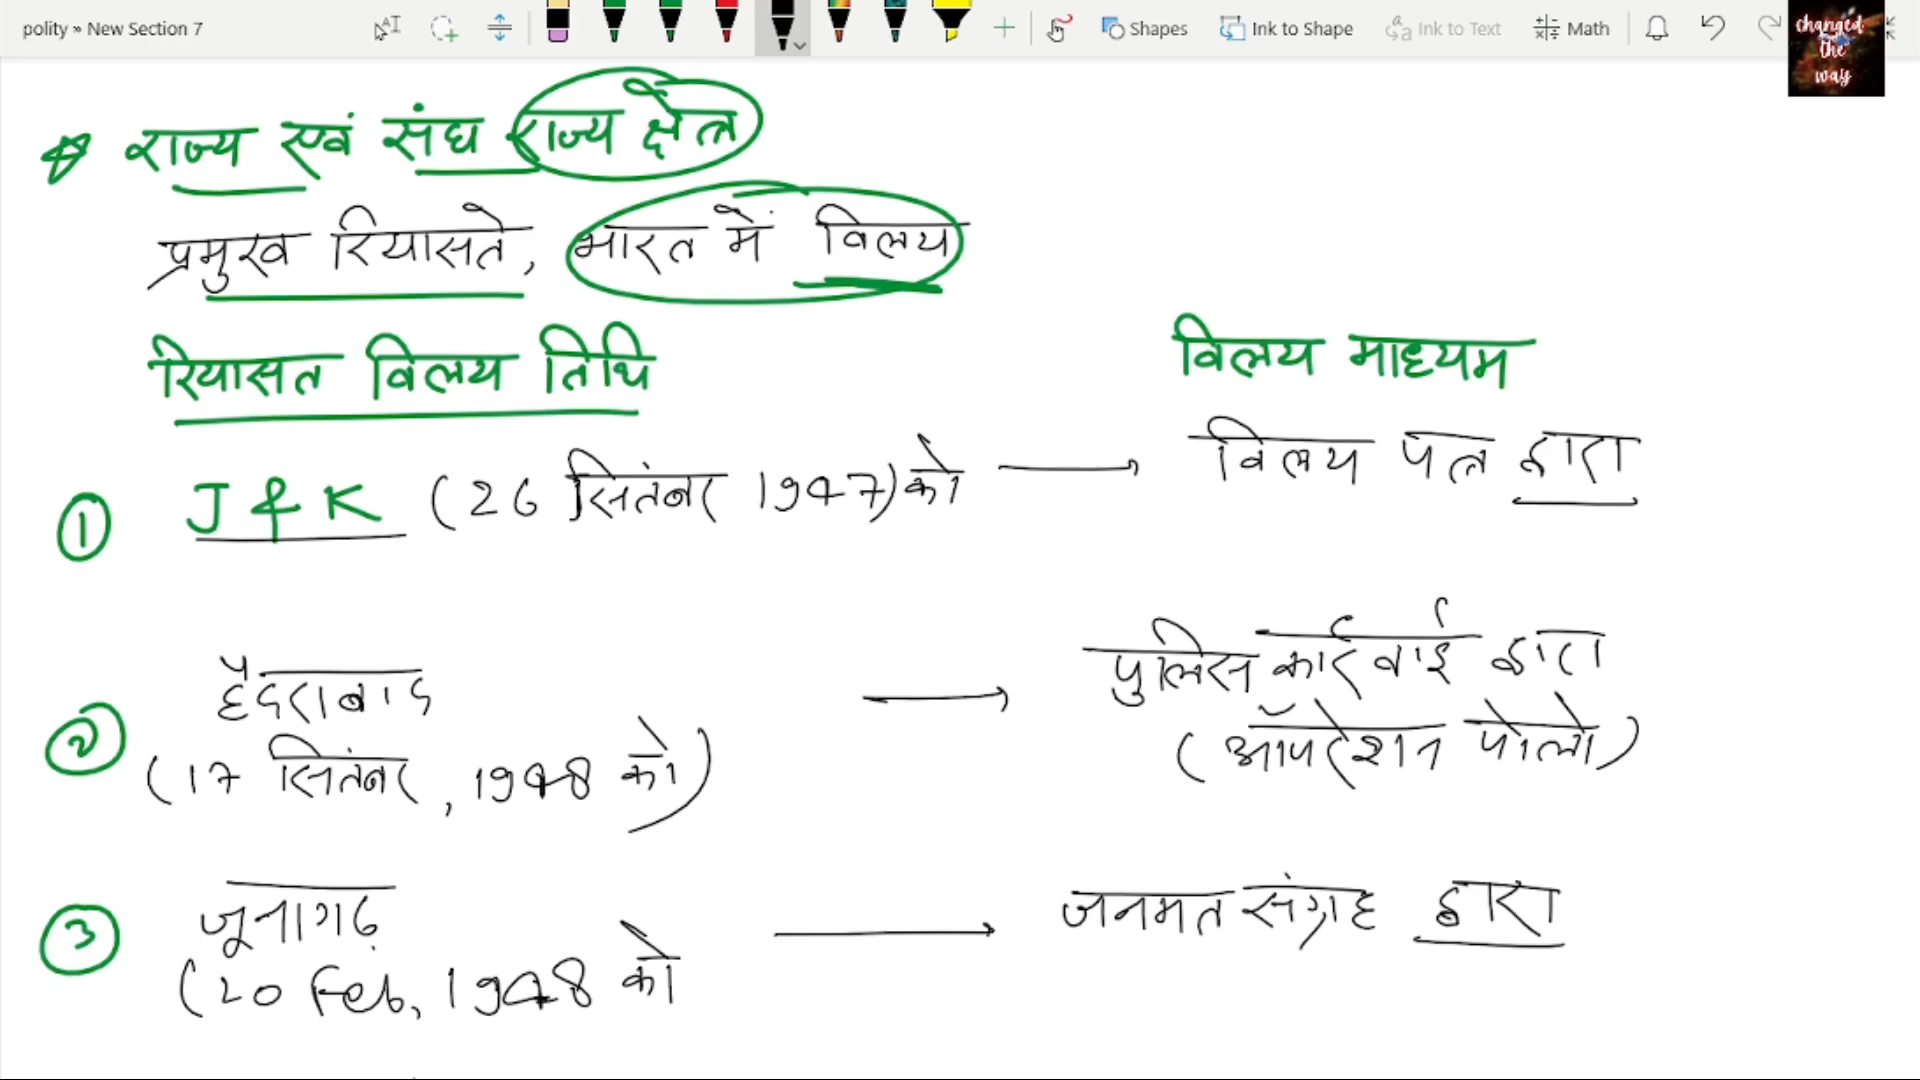 polity » New Section 7
Shapes Ink to Shape Ink to Text Math
changed
the
way
राज्य एवं संघ राज्य क्षेत्र
प्रमुख रियासते, भारत में विलय
रियासत विलय तिथि विलय माध्यम
① J & K (26 सितंबर 1947) को → विलय पत्र द्वारा
② हैदराबाद → पुलिस कार्रवाई द्वारा
(17 सितंबर, 1948 को) (ऑपरेशन पोलो)
③ जूनागढ़ → जनमत संग्रह द्वारा
(20 Feb, 1948 को